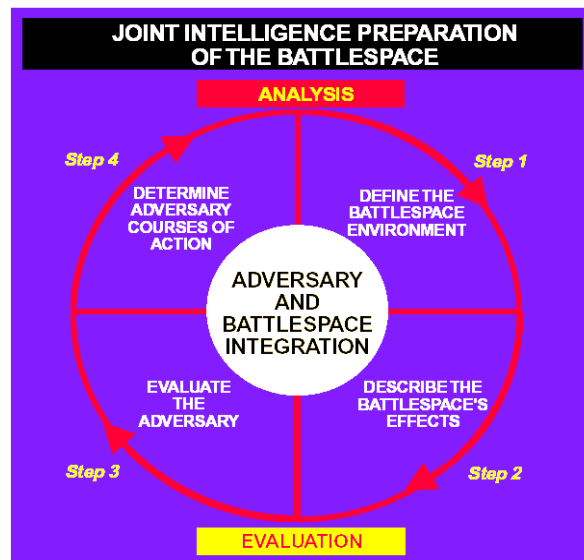 JOINT INTELLIGENCE PREPARATION
OF THE BATTLESPACE
ANALYSIS
Step 1
DEFINE THE
BATTLESPACE
ENVIRONMENT
Step 2
DESCRIBE THE
BATTLESPACE'S
EFFECTS
Step 3
EVALUATE
THE
ADVERSARY
Step 4
DETERMINE
ADVERSARY
COURSES OF
ACTION
ADVERSARY
AND
BATTLESPACE
INTEGRATION
EVALUATION